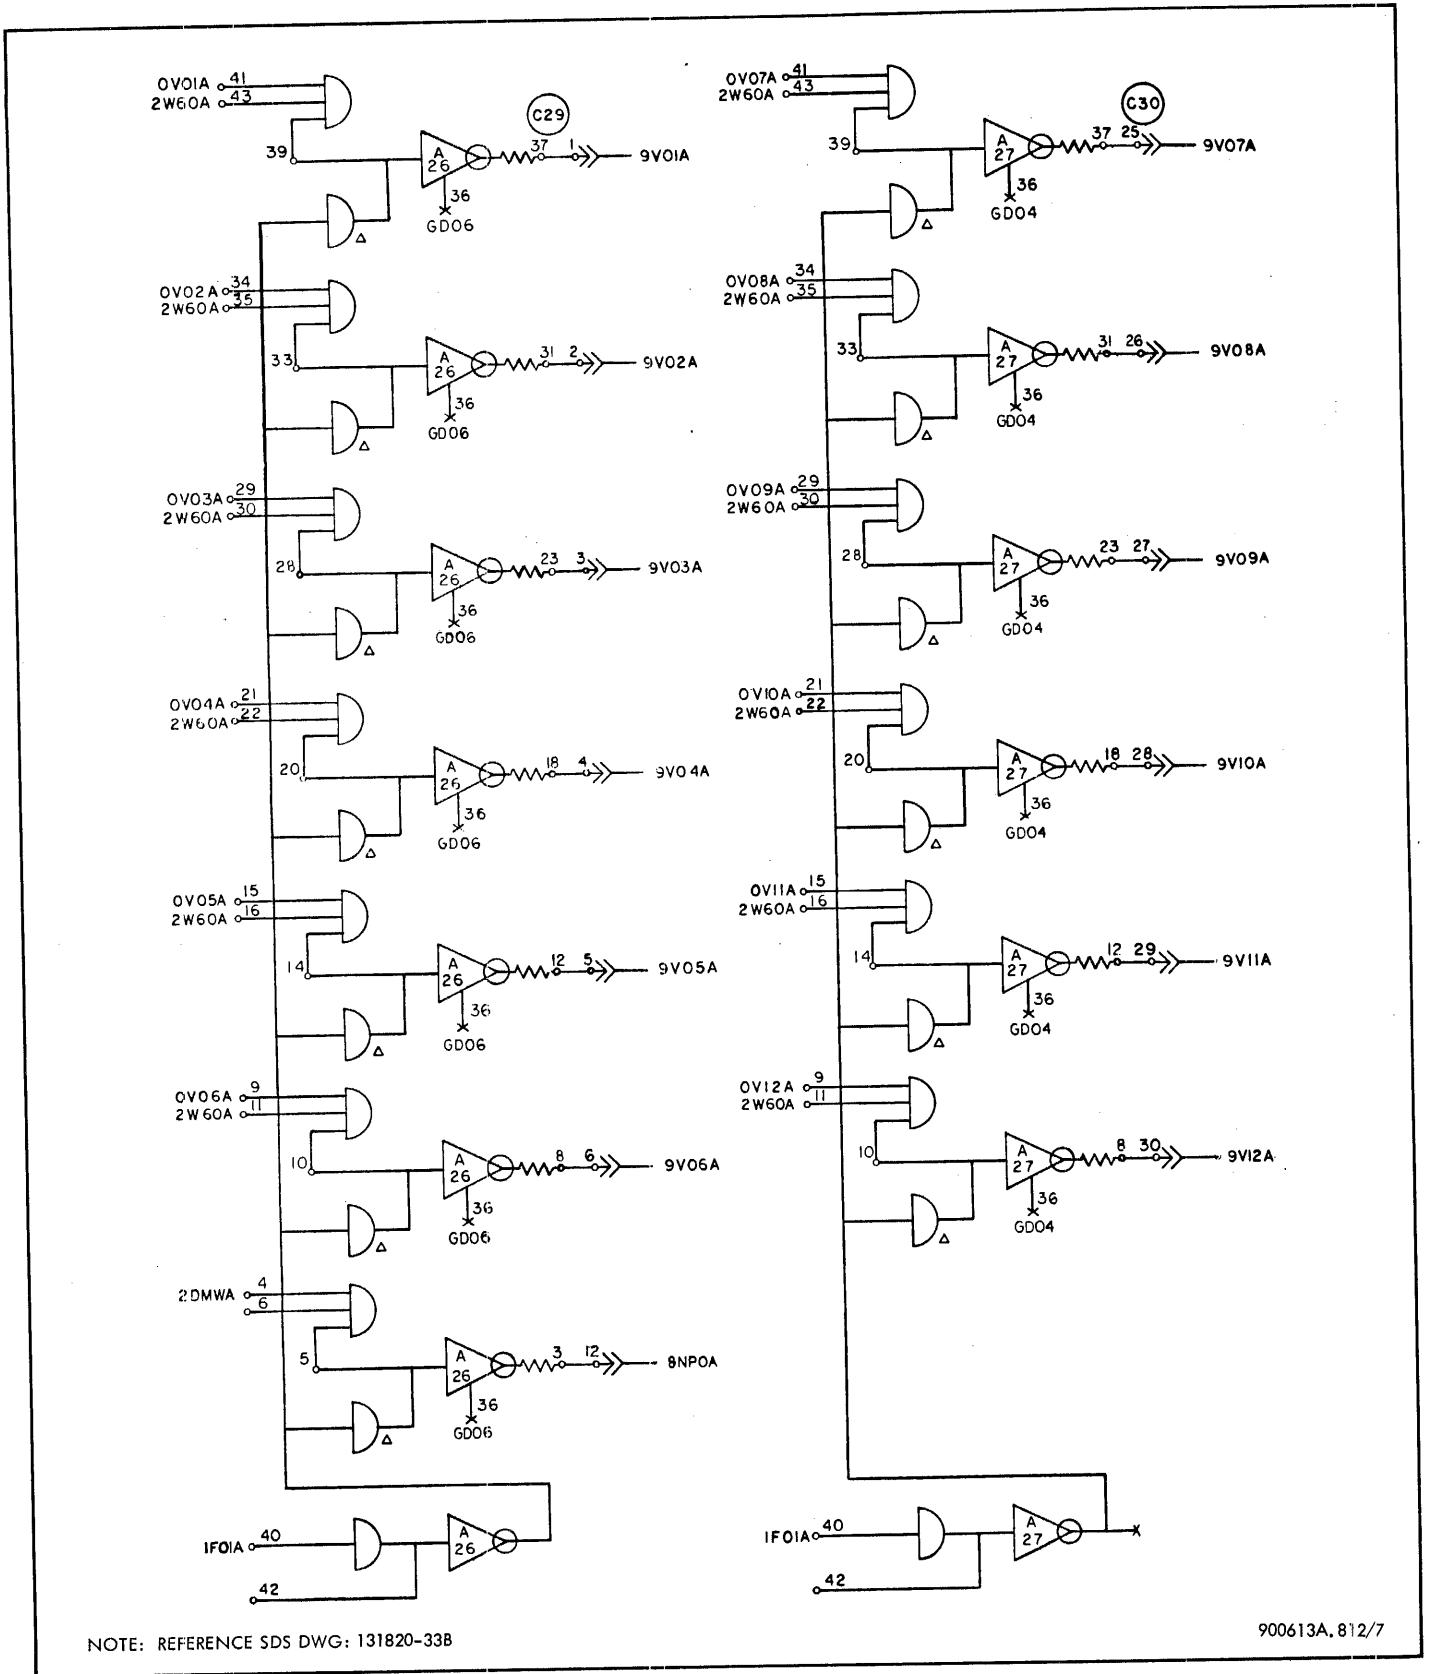 0V01A 41
2W60A 43
C29
39
A
26
37 1
9V01A
36
GD06
Δ
0V02A 34
2W60A 35
33
A
26
31 2
9V02A
36
GD06
Δ
0V03A 29
2W60A 30
28
A
26
23 3
9V03A
36
GD06
Δ
0V04A 21
2W60A 22
20
A
26
18 4
9V04A
36
GD06
Δ
0V05A 15
2W60A 16
14
A
26
12 5
9V05A
36
GD06
Δ
0V06A 9
2W60A 11
10
A
26
8 6
9V06A
36
GD06
Δ
2DMWA 4
6
5
A
26
3 12
8NP0A
36
GD06
Δ
1F01A 40
A
26
42
0V07A 41
2W60A 43
C30
39
A
27
37 25
9V07A
36
GD04
Δ
0V08A 34
2W60A 35
33
A
27
31 26
9V08A
36
GD04
Δ
0V09A 29
2W60A 30
28
A
27
23 27
9V09A
36
GD04
Δ
0V10A 21
2W60A 22
20
A
27
18 28
9V10A
36
GD04
Δ
0V11A 15
2W60A 16
14
A
27
12 29
9V11A
36
GD04
Δ
0V12A 9
2W60A 11
10
A
27
8 30
9V12A
36
GD04
Δ
1F01A 40
A
27
42
NOTE: REFERENCE SDS DWG: 131820-33B
900613A.812/7